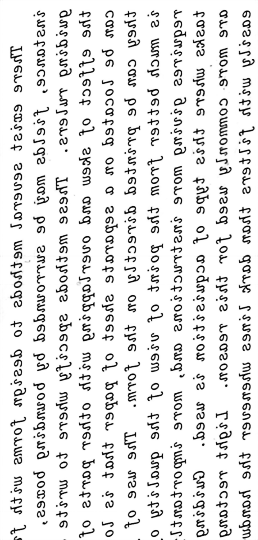 There exist several methods to design forms with f
instance, fields may be surrounded by bounding boxes,
guiding rulers. These methods specify where to write
the effect of skew and overlapping with other parts o
can be located on a separate sheet of paper that is lo
they can be printed directly on the form. The use of
is much better from the point of view of the quality o
requires giving more instructions and, more importantl
tasks where this type of acquisition is used. Guiding
are more commonly used for this reason. Light rectang
easily with filters than dark lines whenever the handw